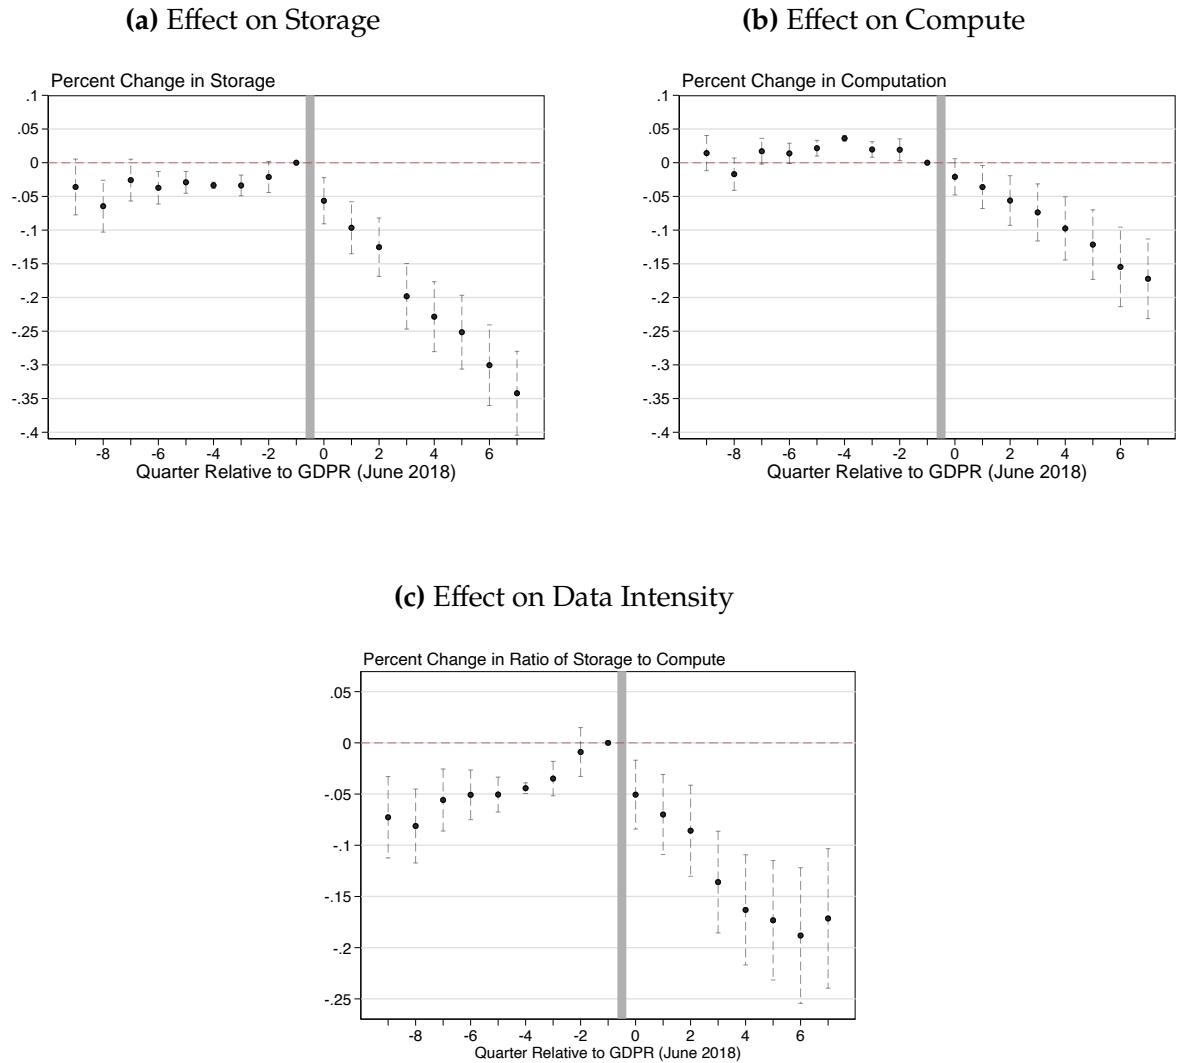 (a) Effect on Storage
Percent Change in Storage
.1
.05
0
-.05
-.1
-.15
-.2
-.25
-.3
-.35
-.4
-8 -6 -4 -2 0 2 4 6
Quarter Relative to GDPR (June 2018)
(b) Effect on Compute
Percent Change in Computation
.1
.05
0
-.05
-.1
-.15
-.2
-.25
-.3
-.35
-.4
-8 -6 -4 -2 0 2 4 6
Quarter Relative to GDPR (June 2018)
(c) Effect on Data Intensity
Percent Change in Ratio of Storage to Compute
.05
0
-.05
-.1
-.15
-.2
-.25
-8 -6 -4 -2 0 2 4 6
Quarter Relative to GDPR (June 2018)